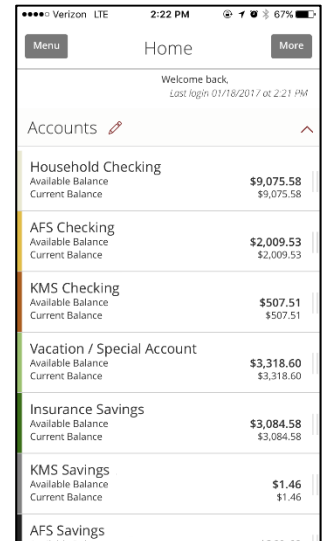 Verizon LTE 2:22 PM 67%
Menu Home More
Welcome back,
Last login 01/18/2017 at 2:21 PM
Accounts
Household Checking
Available Balance $9,075.58
Current Balance $9,075.58
AFS Checking
Available Balance $2,009.53
Current Balance $2,009.53
KMS Checking
Available Balance $507.51
Current Balance $507.51
Vacation / Special Account
Available Balance $3,318.60
Current Balance $3,318.60
Insurance Savings
Available Balance $3,084.58
Current Balance $3,084.58
KMS Savings
Available Balance $1.46
Current Balance $1.46
AFS Savings